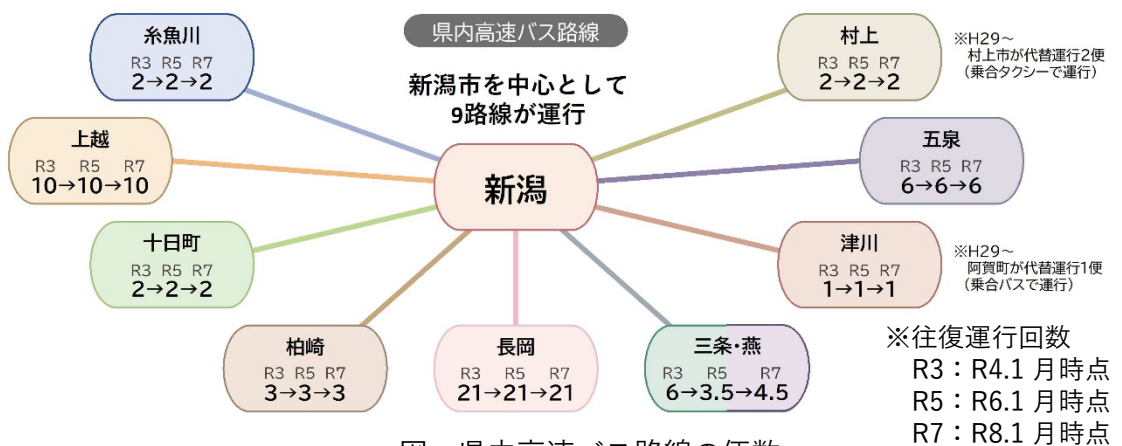 県内高速バス路線
新潟市を中心として
9路線が運行
新潟
糸魚川
R3 R5 R7
2→2→2
上越
R3 R5 R7
10→10→10
十日町
R3 R5 R7
2→2→2
柏崎
R3 R5 R7
3→3→3
長岡
R3 R5 R7
21→21→21
三条・燕
R3 R5 R7
6→3.5→4.5
津川
R3 R5 R7
1→1→1
※H29~
阿賀町が代替運行1便
(乗合バスで運行)
五泉
R3 R5 R7
6→6→6
村上
R3 R5 R7
2→2→2
※H29~
村上市が代替運行2便
(乗合タクシーで運行)
※往復運行回数
R3:R4.1 月時点
R5:R6.1 月時点
R7:R8.1 月時点